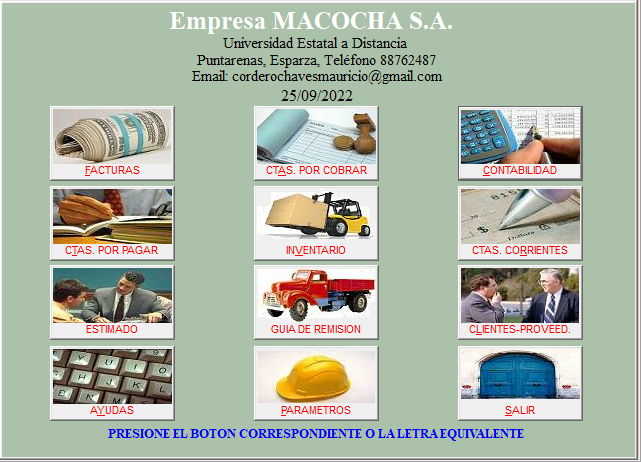 Empresa MACOCHA S.A.
Universidad Estatal a Distancia
Puntarenas, Esparza, Teléfono 88762487
Email: corderochavesmauricio@gmail.com
25/09/2022
FACTURAS
CTAS. POR COBRAR
CONTABILIDAD
CTAS. POR PAGAR
INVENTARIO
CTAS. CORRIENTES
ESTIMADO
GUIA DE REMISION
CLIENTES-PROVEED.
AYUDAS
PARAMETROS
SALIR
PRESIONE EL BOTON CORRESPONDIENTE O LA LETRA EQUIVALENTE